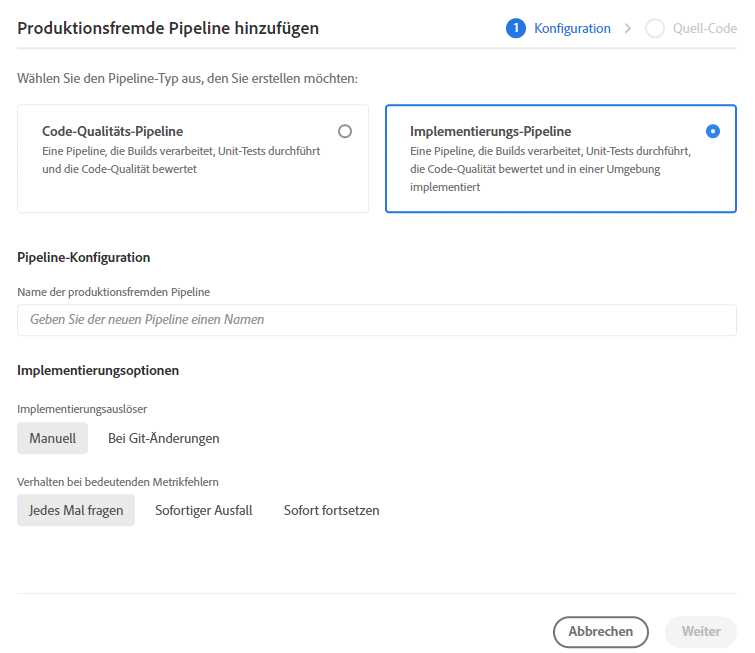 Produktionsfremde Pipeline hinzufügen
1 Konfiguration > Quell-Code
Wählen Sie den Pipeline-Typ aus, den Sie erstellen möchten:
Code-Qualitäts-Pipeline
Eine Pipeline, die Builds verarbeitet, Unit-Tests durchführt
und die Code-Qualität bewertet
Implementierungs-Pipeline
Eine Pipeline, die Builds verarbeitet, Unit-Tests durchführt,
die Code-Qualität bewertet und in einer Umgebung
implementiert
Pipeline-Konfiguration
Name der produktionsfremden Pipeline
Geben Sie der neuen Pipeline einen Namen
Implementierungsoptionen
Implementierungsauslöser
Manuell Bei Git-Änderungen
Verhalten bei bedeutenden Metrikfehlern
Jedes Mal fragen Sofortiger Ausfall Sofort fortsetzen
Abbrechen Weiter